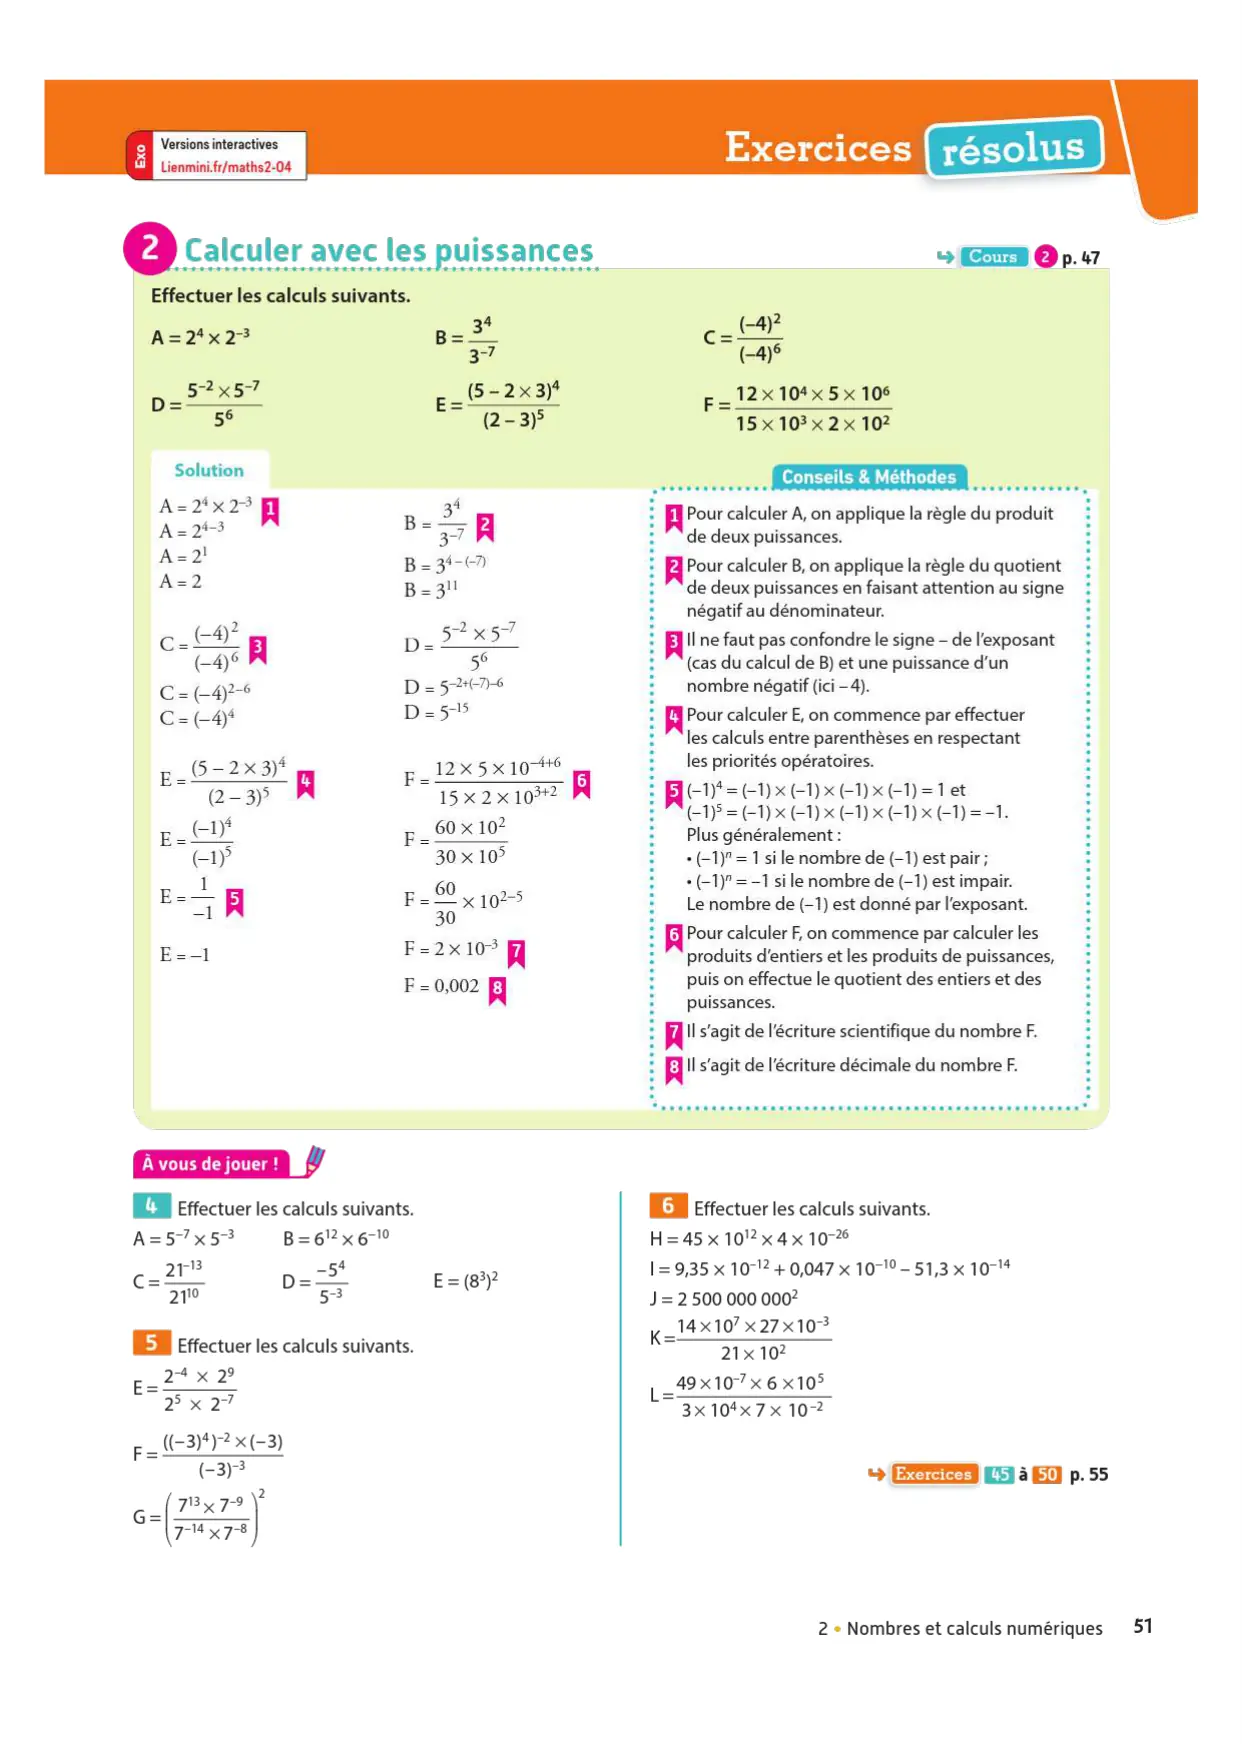 Exo
Versions interactives
Lienmini.fr/maths2-04
Exercices résolus
2 Calculer avec les puissances
Cours 2 p. 47
Effectuer les calculs suivants.
A = 2⁴ × 2⁻³
B = 3⁴ / 3⁻⁷
C = (–4)² / (–4)⁶
D = 5⁻² × 5⁻⁷ / 5⁶
E = (5 – 2 × 3)⁴ / (2 – 3)⁵
F = 12 × 10⁴ × 5 × 10⁶ / 15 × 10³ × 2 × 10²
Solution
A = 2⁴ × 2⁻³ 1
A = 2⁴⁻³
A = 2¹
A = 2
B = 3⁴ / 3⁻⁷ 2
B = 3⁴ ⁻ ⁽⁻⁷⁾
B = 3¹¹
C = (–4)² / (–4)⁶ 3
C = (–4)²⁻⁶
C = (–4)⁴
D = 5⁻² × 5⁻⁷ / 5⁶
D = 5⁻²⁺⁽⁻⁷⁾⁻⁶
D = 5⁻¹⁵
E = (5 – 2 × 3)⁴ / (2 – 3)⁵ 4
E = (–1)⁴ / (–1)⁵
E = 1 / –1 5
E = –1
F = 12 × 5 × 10⁻⁴⁺⁶ / 15 × 2 × 10³⁺² 6
F = 60 × 10² / 30 × 10⁵
F = 60 / 30 × 10²⁻⁵
F = 2 × 10⁻³ 7
F = 0,002 8
Conseils & Méthodes
1 Pour calculer A, on applique la règle du produit
de deux puissances.
2 Pour calculer B, on applique la règle du quotient
de deux puissances en faisant attention au signe
négatif au dénominateur.
3 Il ne faut pas confondre le signe – de l’exposant
(cas du calcul de B) et une puissance d’un
nombre négatif (ici – 4).
4 Pour calculer E, on commence par effectuer
les calculs entre parenthèses en respectant
les priorités opératoires.
5 (–1)⁴ = (–1) × (–1) × (–1) × (–1) = 1 et
(–1)⁵ = (–1) × (–1) × (–1) × (–1) × (–1) = –1.
Plus généralement :
• (–1)ⁿ = 1 si le nombre de (–1) est pair ;
• (–1)ⁿ = –1 si le nombre de (–1) est impair.
Le nombre de (–1) est donné par l’exposant.
6 Pour calculer F, on commence par calculer les
produits d’entiers et les produits de puissances,
puis on effectue le quotient des entiers et des
puissances.
7 Il s’agit de l’écriture scientifique du nombre F.
8 Il s’agit de l’écriture décimale du nombre F.
À vous de jouer !
4 Effectuer les calculs suivants.
A = 5⁻⁷ × 5⁻³ B = 6¹² × 6⁻¹⁰
C = 21⁻¹³ / 21¹⁰ D = –5⁴ / 5⁻³ E = (8³)²
5 Effectuer les calculs suivants.
E = 2⁻⁴ × 2⁹ / 2⁵ × 2⁻⁷
F = ((–3)⁴)⁻² × (–3) / (–3)⁻³
G = (7¹³ × 7⁻⁹ / 7⁻¹⁴ × 7⁻⁸)²
6 Effectuer les calculs suivants.
H = 45 × 10¹² × 4 × 10⁻²⁶
I = 9,35 × 10⁻¹² + 0,047 × 10⁻¹⁰ – 51,3 × 10⁻¹⁴
J = 2 500 000 000²
K = 14 × 10⁷ × 27 × 10⁻³ / 21 × 10²
L = 49 × 10⁻⁷ × 6 × 10⁵ / 3 × 10⁴ × 7 × 10⁻²
Exercices 45 à 50 p. 55
2 • Nombres et calculs numériques 51